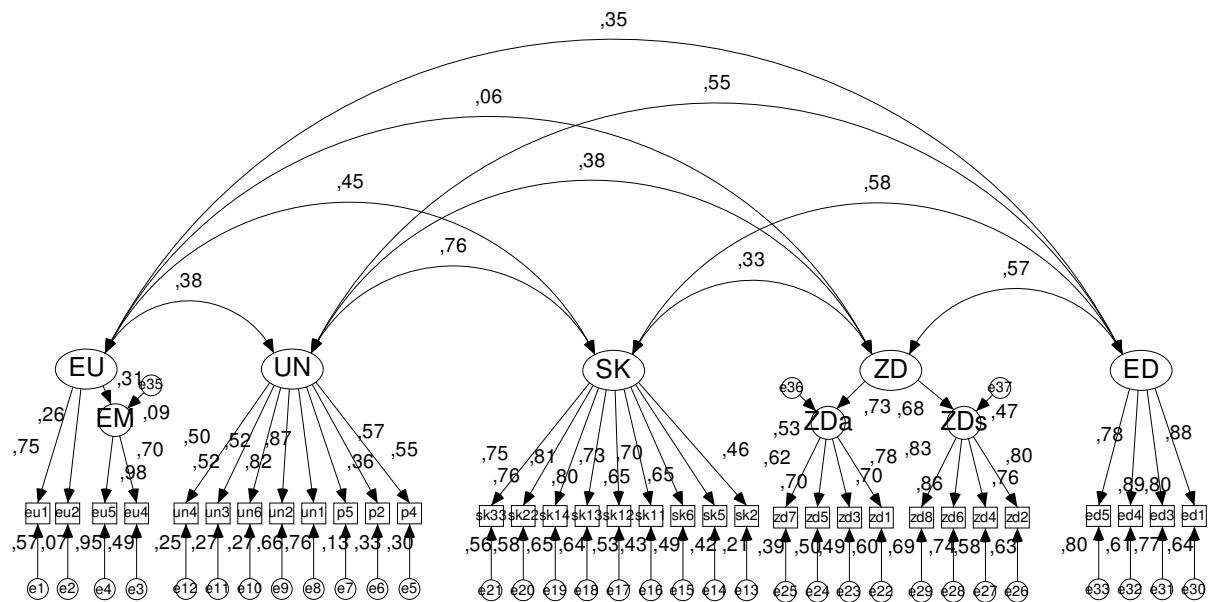 ,35
,55
,06
,38
,45
,58
,76
,33
,38
,57
EU UN SK ZD ED
,31 e35 e36 e37
EM ,09 ,73 ,68 ,47
,26 ZDa ZDs
,75 ,50 ,52 ,87 ,57 ,55 ,75 ,81 ,73 ,70 ,46 ,53 ,78 ,83 ,80 ,78 ,88
,70 ,98 ,52 ,82 ,36 ,76 ,80 ,65 ,65 ,62 ,70 ,70 ,86 ,76 ,89 ,80
eu1 eu2 eu5 eu4 un4 un3 un6 un2 un1 p5 p2 p4 sk33 sk22 sk14 sk13 sk12 sk11 sk6 sk5 sk2 zd7 zd5 zd3 zd1 zd8 zd6 zd4 zd2 ed5 ed4 ed3 ed1
,57 ,07 ,95 ,49 ,25 ,27 ,27 ,66 ,76 ,13 ,33 ,30 ,56 ,58 ,65 ,64 ,53 ,43 ,49 ,42 ,21 ,39 ,50 ,49 ,60 ,69 ,74 ,58 ,63 ,80 ,61 ,77 ,64
e1 e2 e4 e3 e12 e11 e10 e9 e8 e7 e6 e5 e21 e20 e19 e18 e17 e16 e15 e14 e13 e25 e24 e23 e22 e29 e28 e27 e26 e33 e32 e31 e30